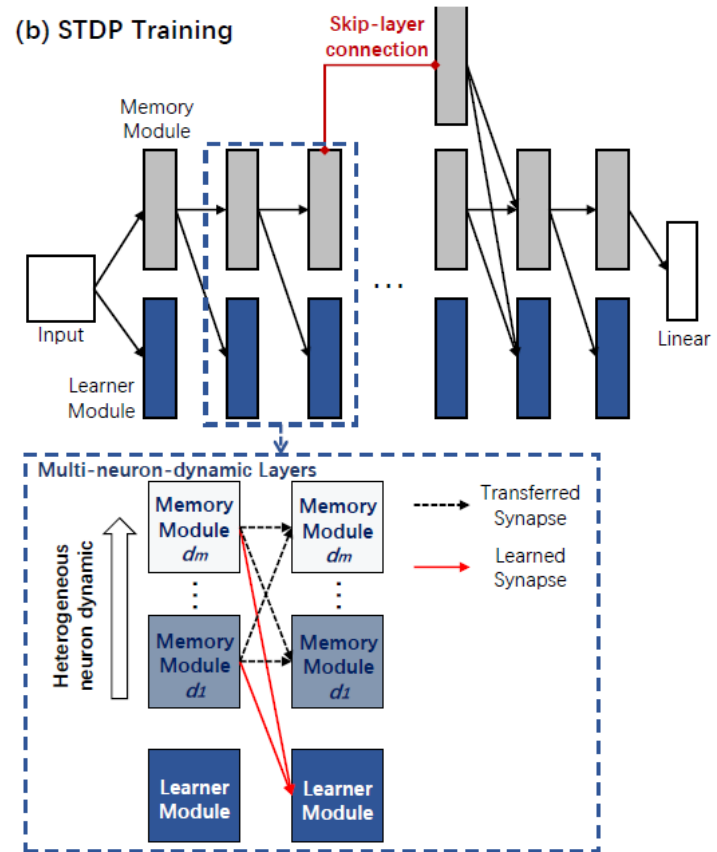 (b) STDP Training
Skip-layer
connection
Memory
Module
...
Input
Linear
Learner
Module
Multi-neuron-dynamic Layers
Heterogeneous
neuron dynamic
Memory
Module
dm
Memory
Module
dm
Transferred
Synapse
Learned
Synapse
Memory
Module
d1
Memory
Module
d1
Learner
Module
Learner
Module